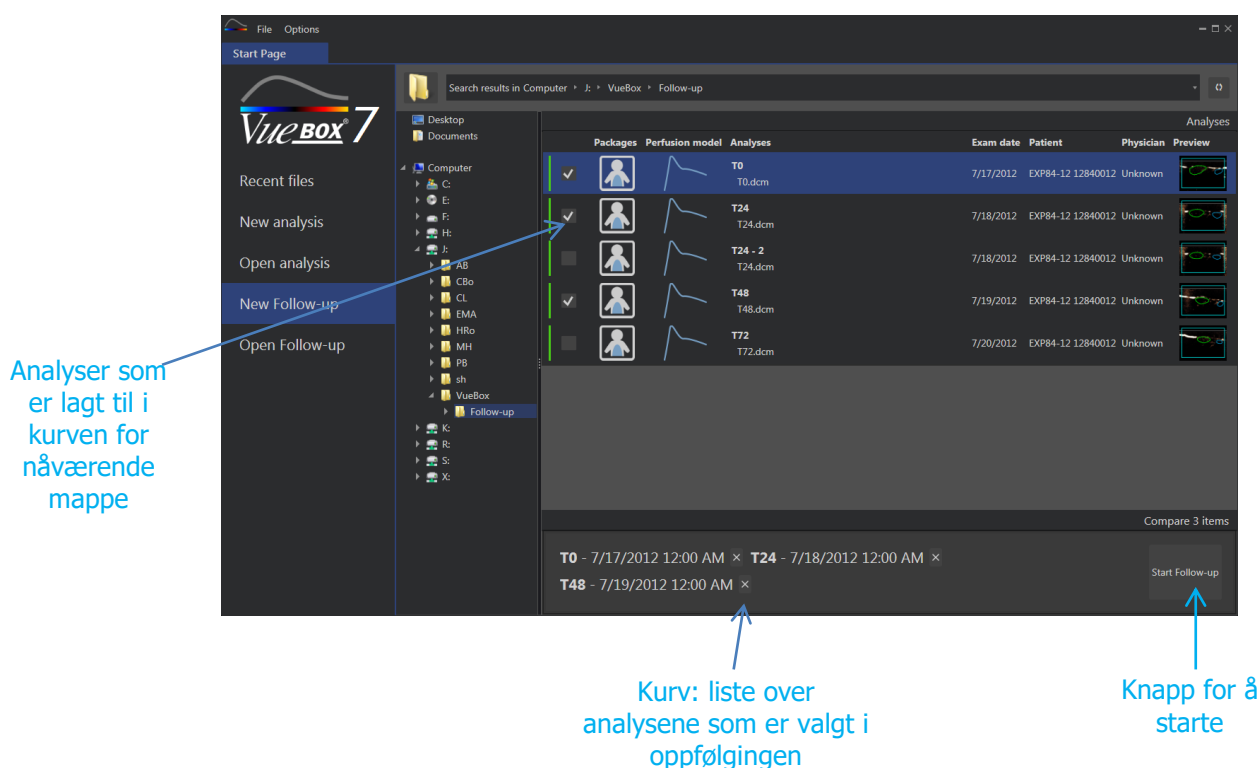 File Options
Start Page
VUEBOX® 7
Search results in Computer J: VueBox Follow-up
Recent files
New analysis
Open analysis
New Follow-up
Open Follow-up
Desktop
Documents
Computer
C:
E:
F:
H:
J:
AB
CBo
CL
EMA
HRo
MH
PB
sh
VueBox
Follow-up
K:
R:
S:
X:
Analyses
Packages Perfusion model Analyses Exam date Patient Physician Preview
T0
T0.dcm
7/17/2012 EXP84-12 12840012 Unknown
T24
T24.dcm
7/18/2012 EXP84-12 12840012 Unknown
T24 - 2
T24.dcm
7/18/2012 EXP84-12 12840012 Unknown
T48
T48.dcm
7/19/2012 EXP84-12 12840012 Unknown
T72
T72.dcm
7/20/2012 EXP84-12 12840012 Unknown
Compare 3 items
T0 - 7/17/2012 12:00 AM × T24 - 7/18/2012 12:00 AM ×
T48 - 7/19/2012 12:00 AM ×
Start Follow-up
Analyser som
er lagt til i
kurven for
nåværende
mappe
Kurv: liste over
analysene som er valgt i
oppfølgingen
Knapp for å
starte